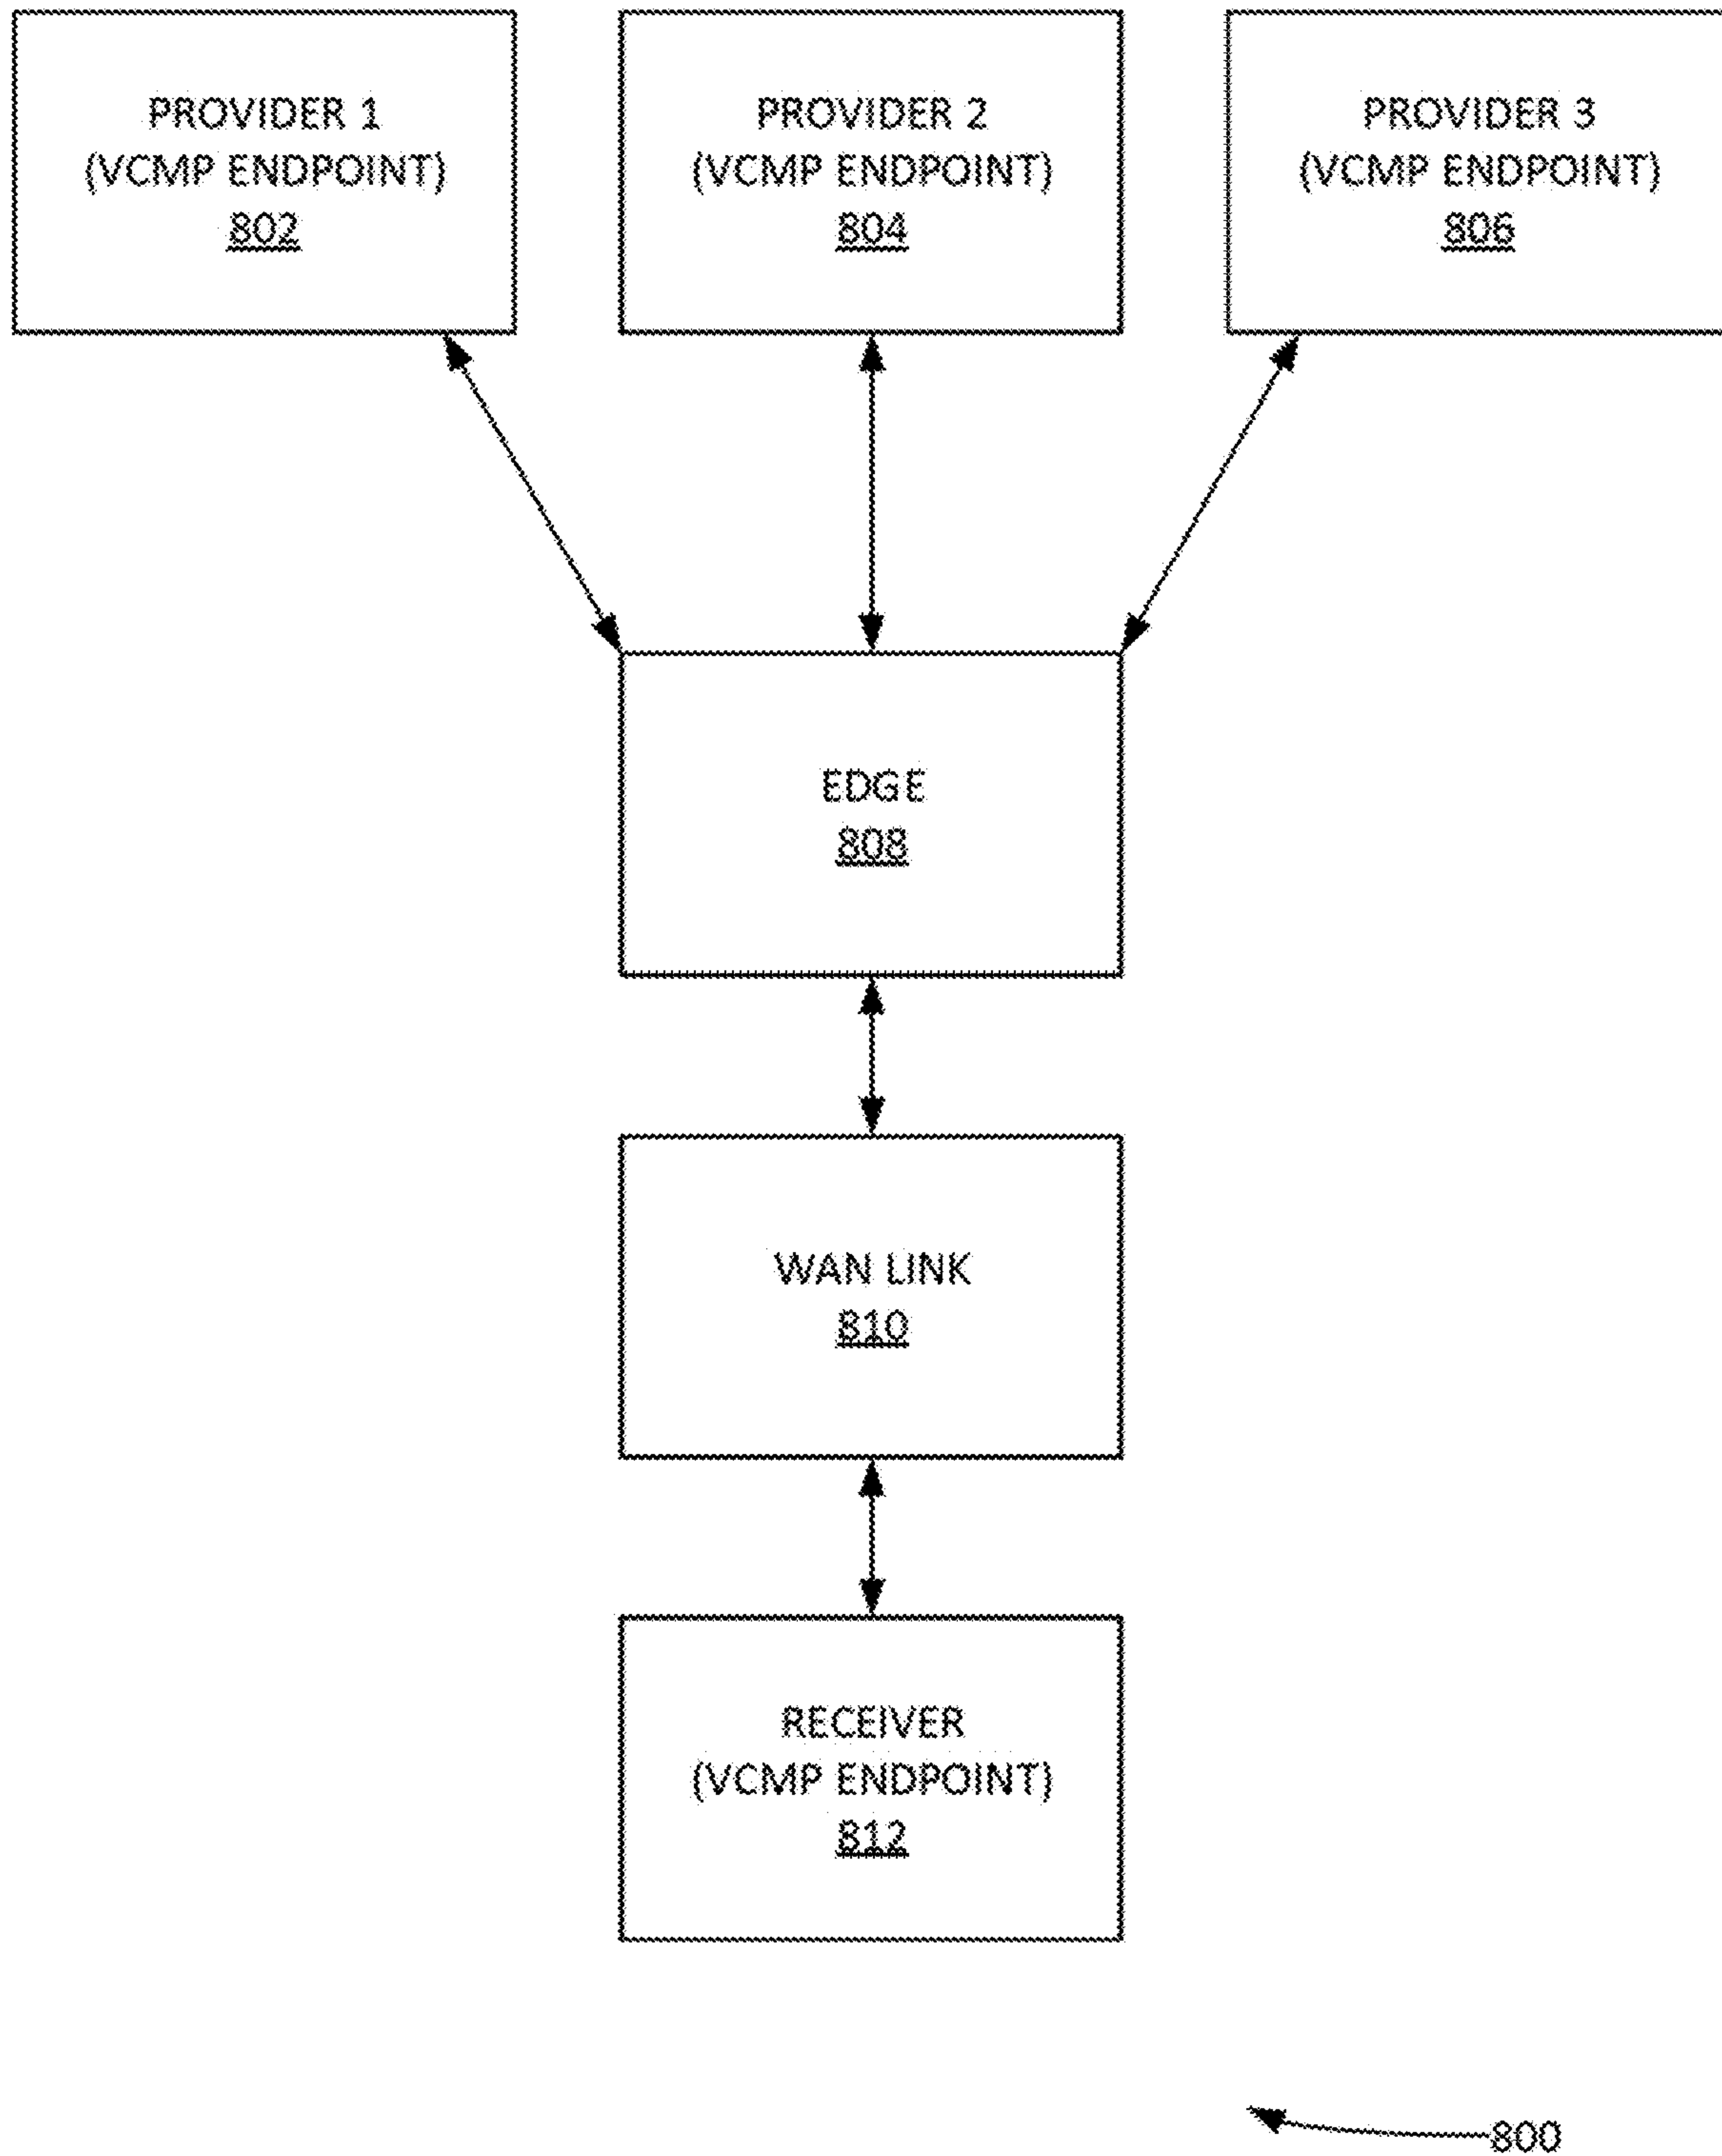 PROVIDER 1
(VCMP ENDPOINT)
802
PROVIDER 2
(VCMP ENDPOINT)
804
PROVIDER 3
(VCMP ENDPOINT)
806
EDGE
808
WAN LINK
810
RECEIVER
(VCMP ENDPOINT)
812
800